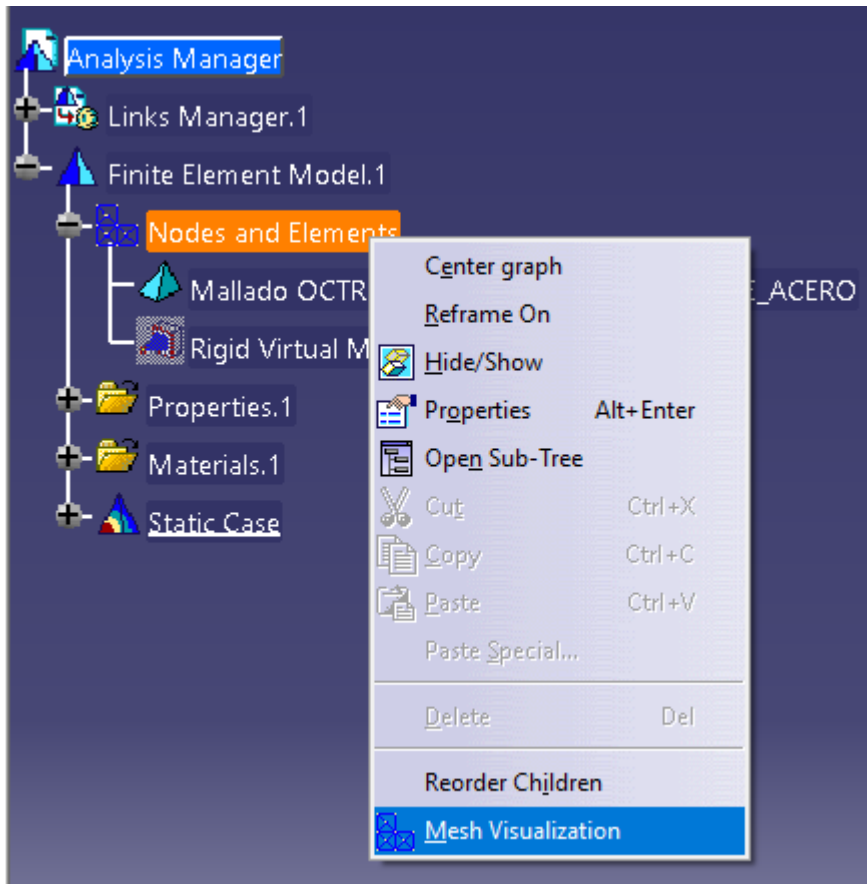 Analysis Manager
Links Manager.1
Finite Element Model.1
Nodes and Elements
Mallado OCTR
_ACERO
Rigid Virtual M
Properties.1
Materials.1
Static Case
Center graph
Reframe On
Hide/Show
Properties Alt+Enter
Open Sub-Tree
Cut Ctrl+X
Copy Ctrl+C
Paste Ctrl+V
Paste Special...
Delete Del
Reorder Children
Mesh Visualization